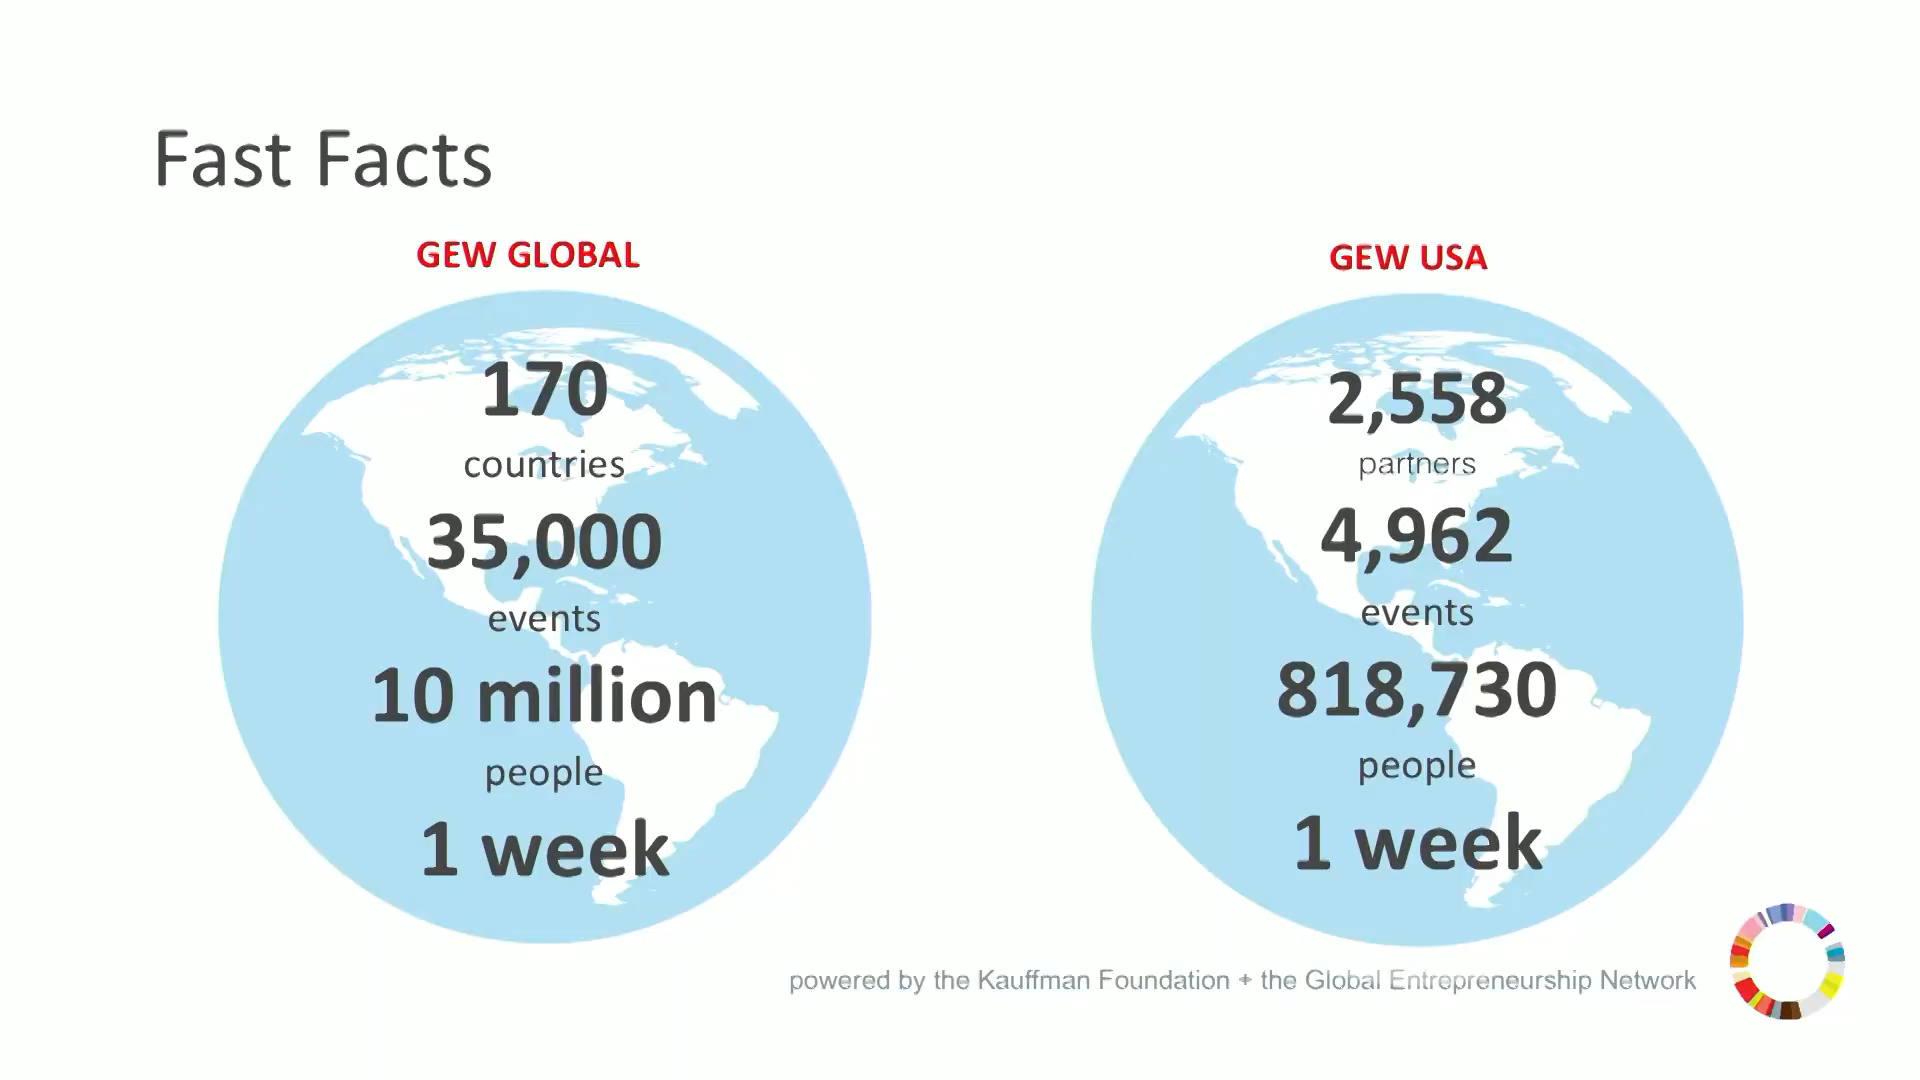 Fast Facts
GEW GLOBAL
170
countries
35,000
events
10 million
people
1 week
GEW USA
2,558
partners
4,962
events
818,730
people
1 week
powered by the Kauffman Foundation + the Global Entrepreneurship Network